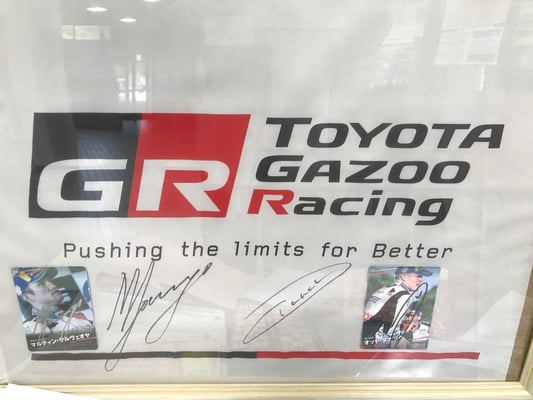 GR
TOYOTA
GAZOO
Racing
Pushing the limits for Better
マルティン・ヤルヴェオヤ